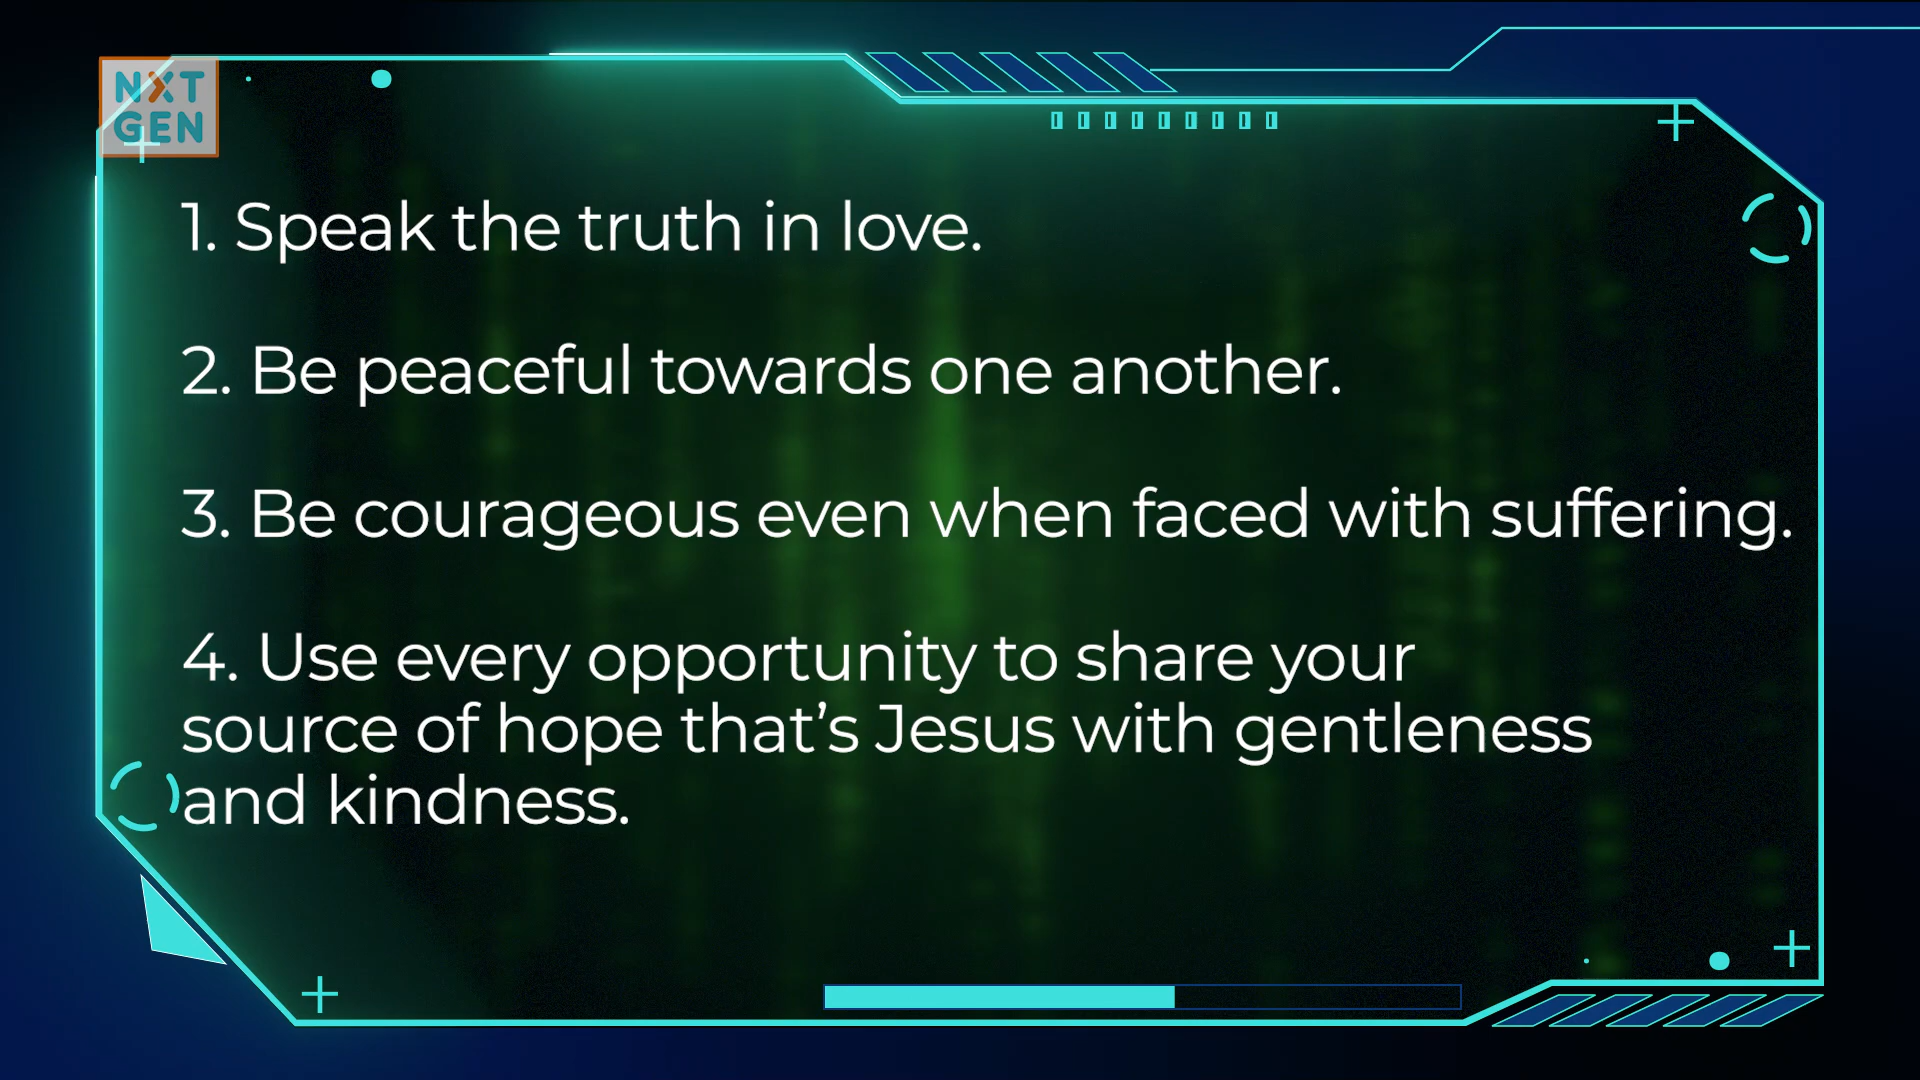 NXT
GEN
1. Speak the truth in love.
2. Be peaceful towards one another.
3. Be courageous even when faced with suffering.
4. Use every opportunity to share your
source of hope that’s Jesus with gentleness
and kindness.